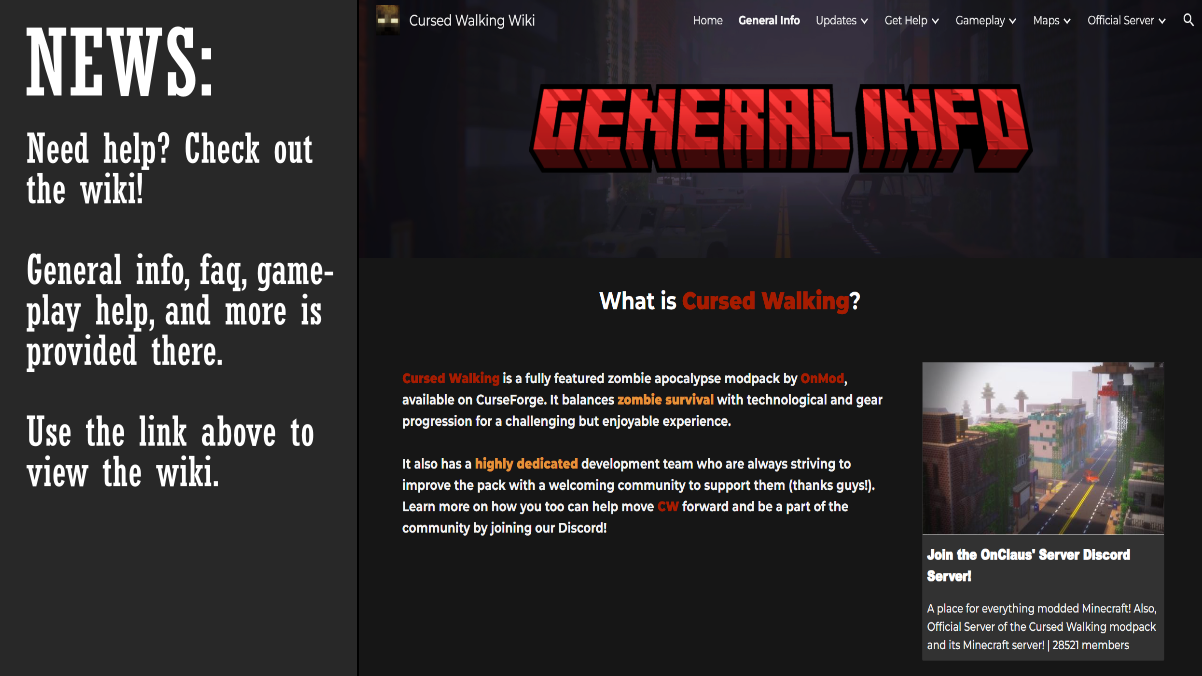 NEWS:
Need help? Check out
the wiki!
General info, faq, game-
play help, and more is
provided there.
Use the link above to
view the wiki.
Cursed Walking Wiki
Home
General Info
Updates
Get Help
Gameplay
Maps
Official Server
GENERAL INFO
What is Cursed Walking?
Cursed Walking is a fully featured zombie apocalypse modpack by OnMod,
available on CurseForge. It balances zombie survival with technological and gear
progression for a challenging but enjoyable experience.
It also has a highly dedicated development team who are always striving to
improve the pack with a welcoming community to support them (thanks guys!).
Learn more on how you too can help move CW forward and be a part of the
community by joining our Discord!
Join the OnClaus' Server Discord
Server!
A place for everything modded Minecraft! Also,
Official Server of the Cursed Walking modpack
and its Minecraft server! | 28521 members